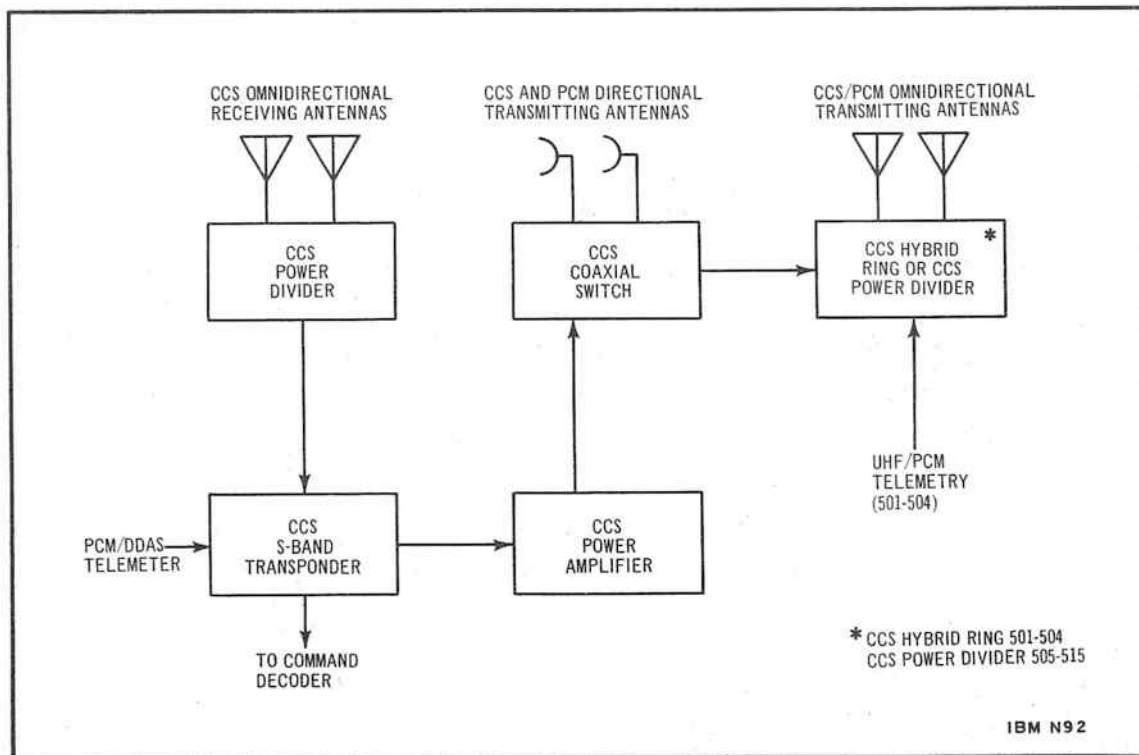 CCS OMNIDIRECTIONAL
RECEIVING ANTENNAS
CCS AND PCM DIRECTIONAL
TRANSMITTING ANTENNAS
CCS/PCM OMNIDIRECTIONAL
TRANSMITTING ANTENNAS
CCS
POWER
DIVIDER
CCS
COAXIAL
SWITCH
*
CCS HYBRID
RING OR CCS
POWER DIVIDER
UHF/PCM
TELEMETRY
(501-504)
PCM/DDAS
TELEMETER
CCS
S-BAND
TRANSPONDER
CCS
POWER
AMPLIFIER
TO COMMAND
DECODER
* CCS HYBRID RING 501-504
CCS POWER DIVIDER 505-515
IBM N92